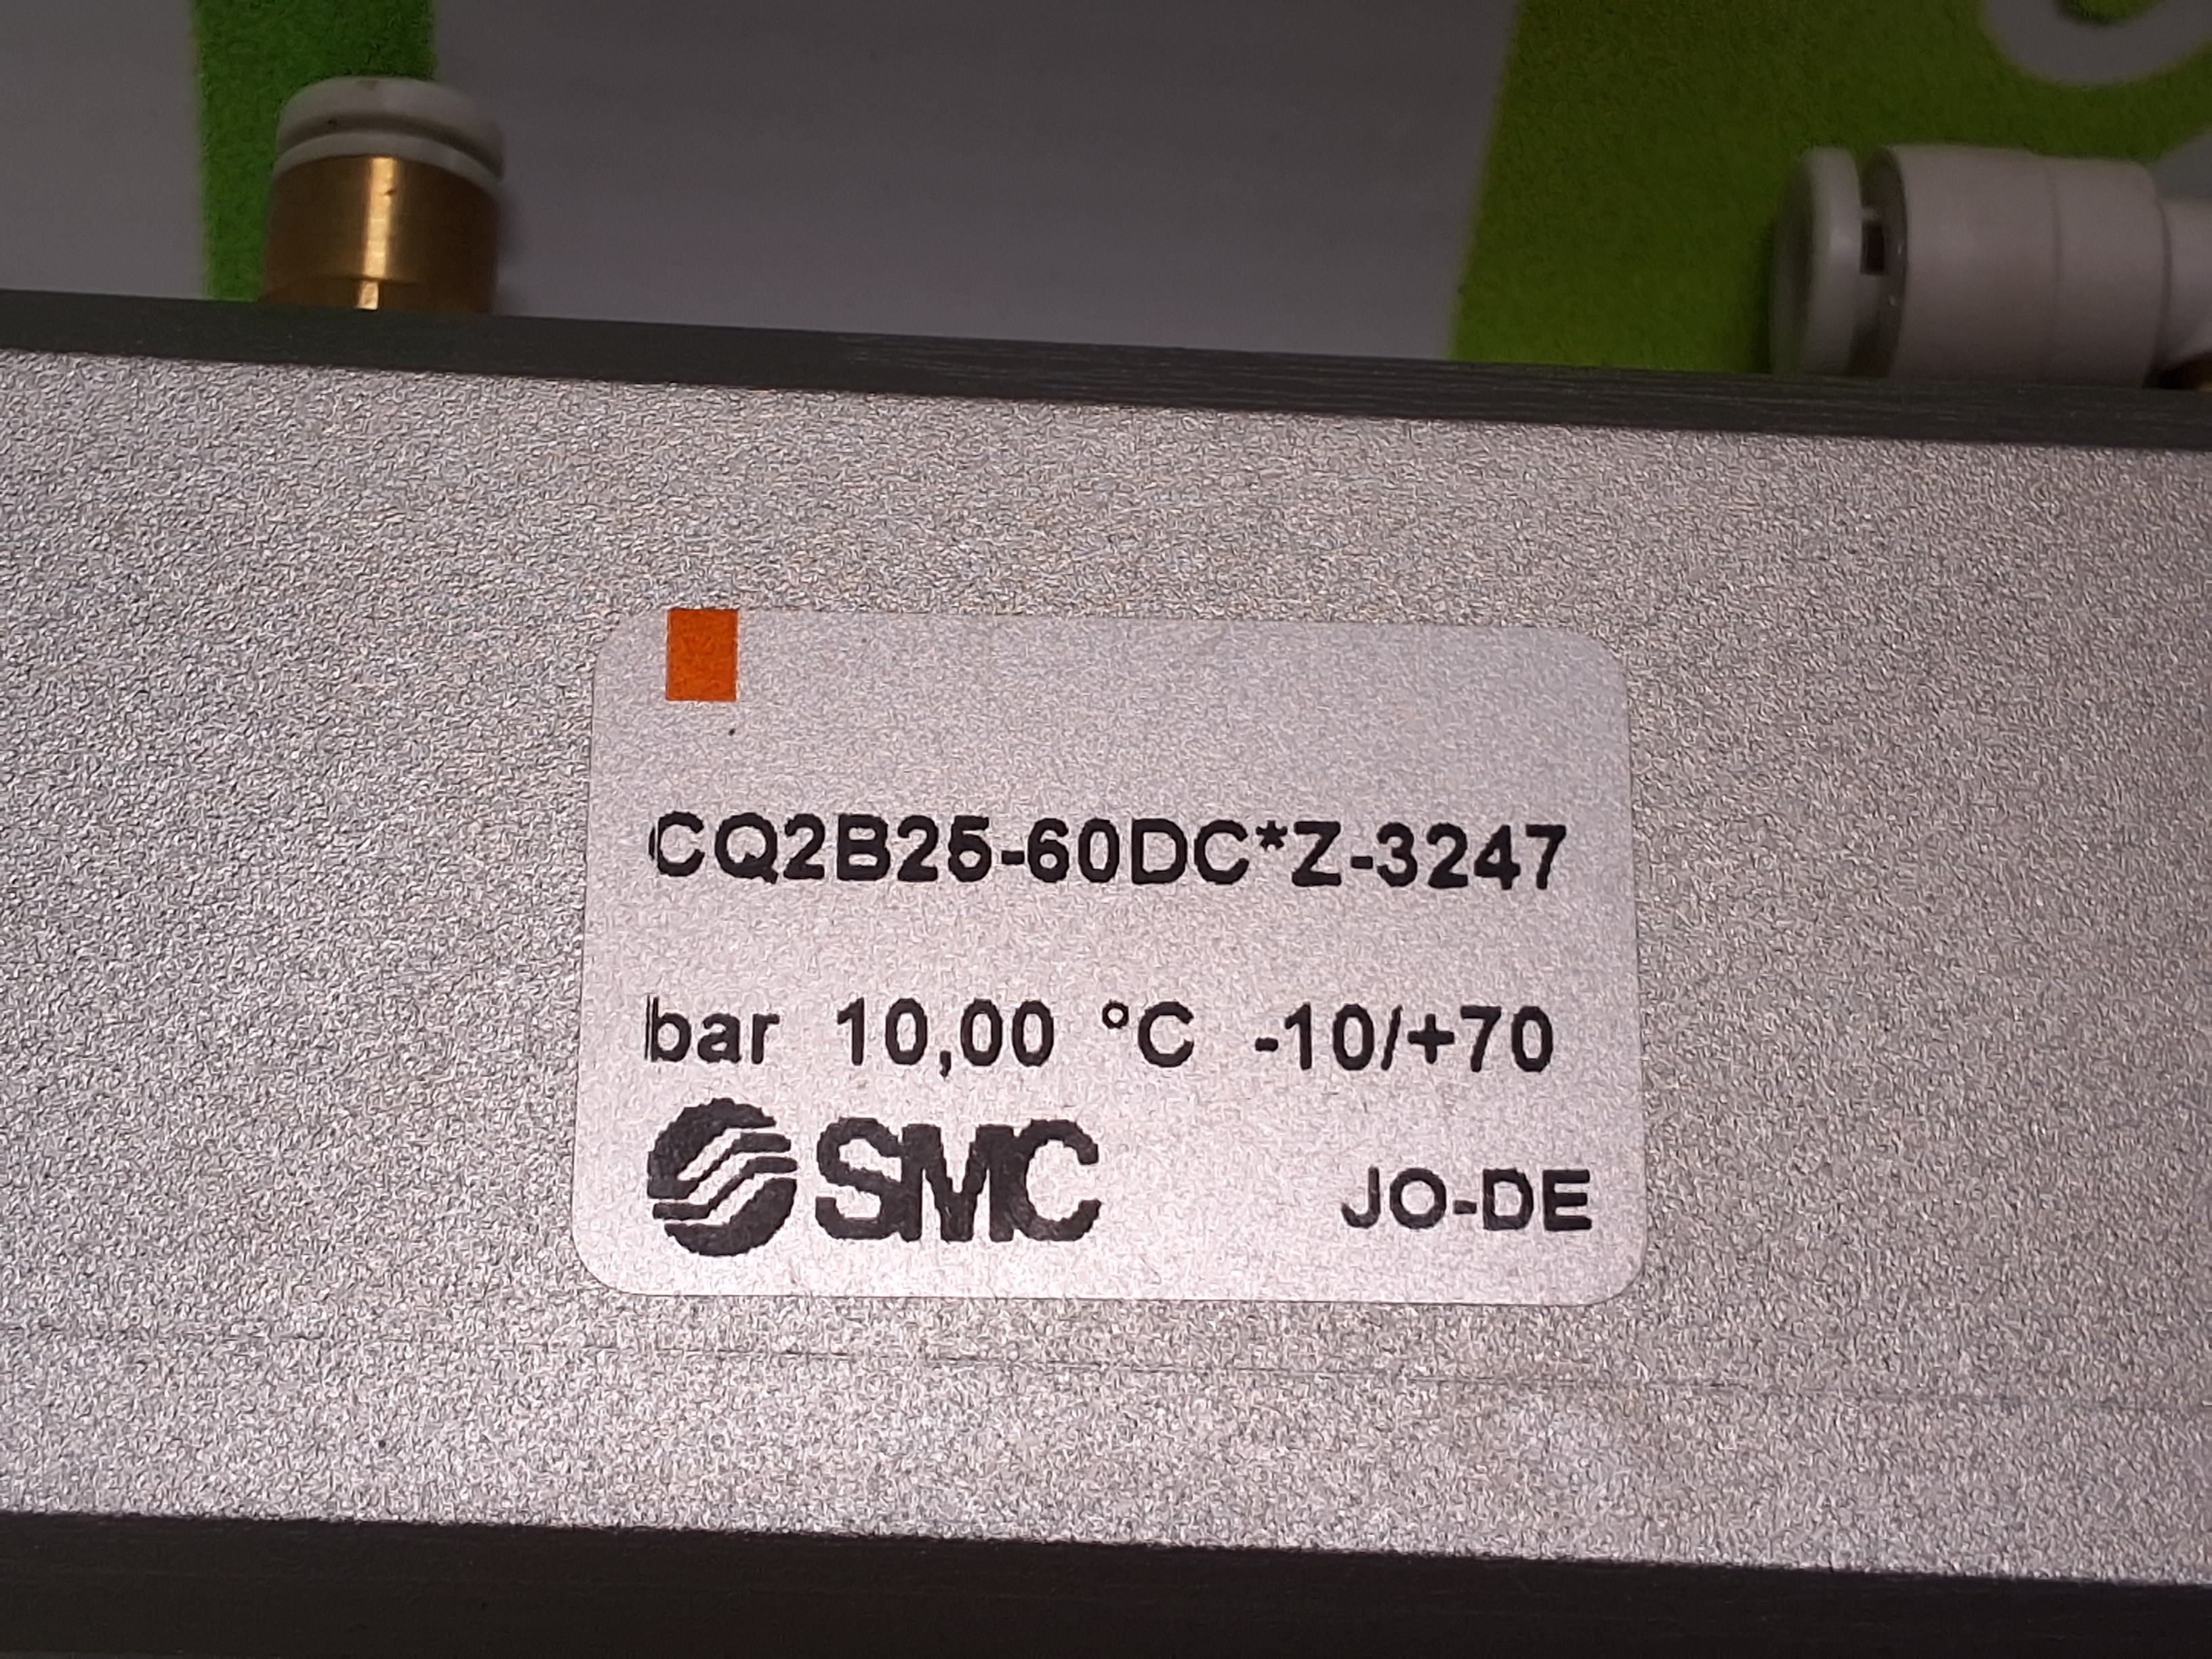 CQ2B25-60DC*Z-3247
bar 10,00 °C -10/+70
SMC JO-DE